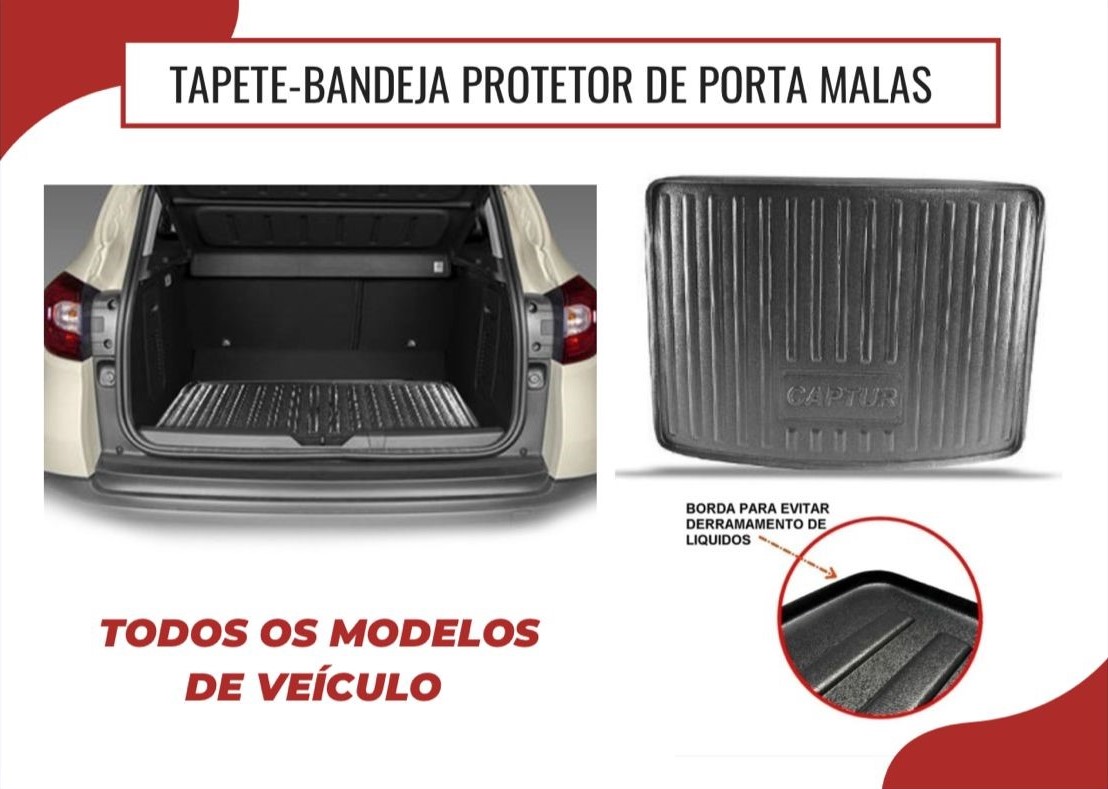 TAPETE-BANDEJA PROTETOR DE PORTA MALAS
CAPTUR
BORDA PARA EVITAR
DERRAMAMENTO DE
LIQUIDOS
TODOS OS MODELOS
DE VEÍCULO